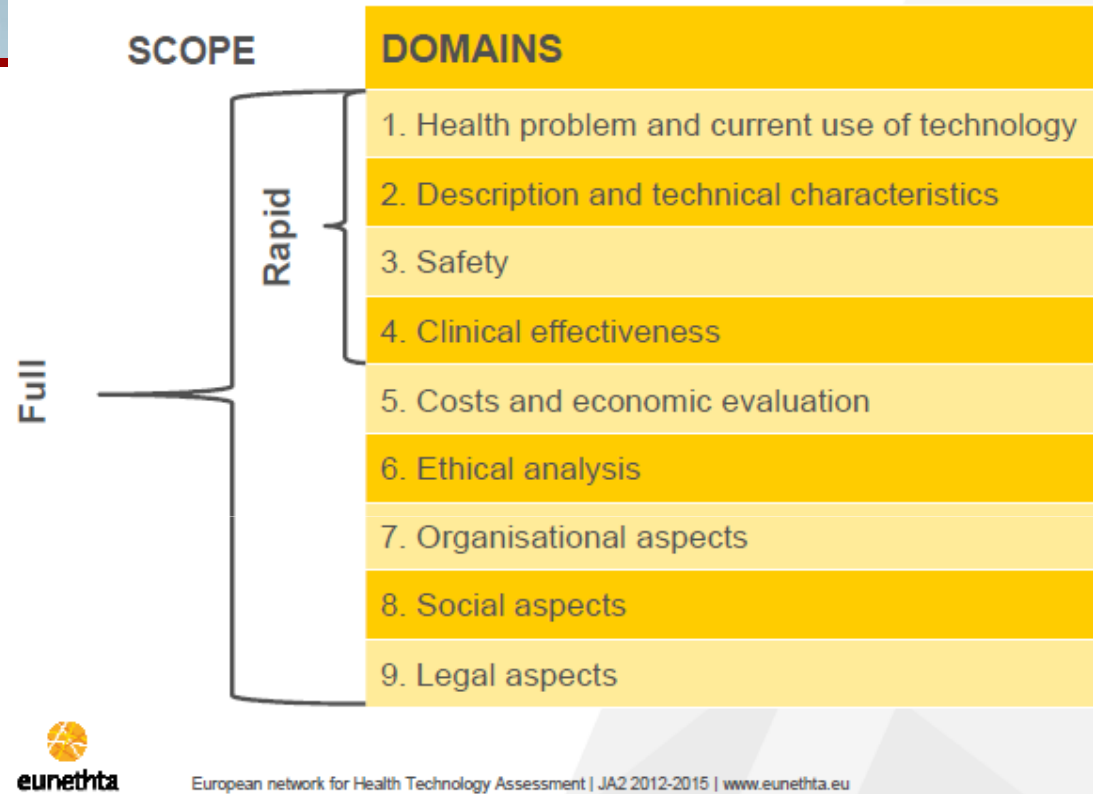 SCOPE
DOMAINS
Full
Rapid
1. Health problem and current use of technology
2. Description and technical characteristics
3. Safety
4. Clinical effectiveness
5. Costs and economic evaluation
6. Ethical analysis
7. Organisational aspects
8. Social aspects
9. Legal aspects
eunethta
European network for Health Technology Assessment | JA2 2012-2015 | www.eunethta.eu